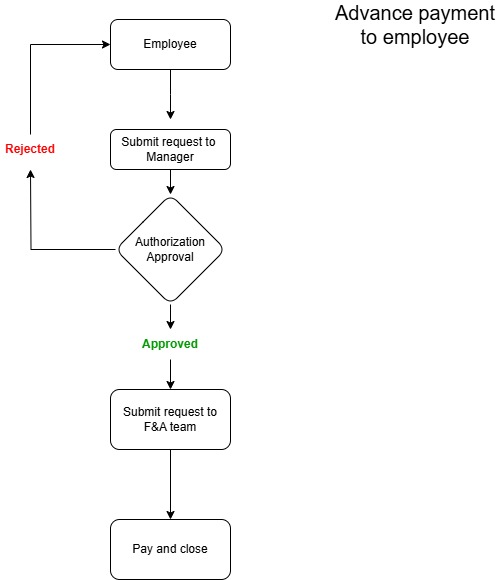 Advance payment
to employee
Employee
Submit request to
Manager
Rejected
Authorization
Approval
Approved
Submit request to
F&A team
Pay and close